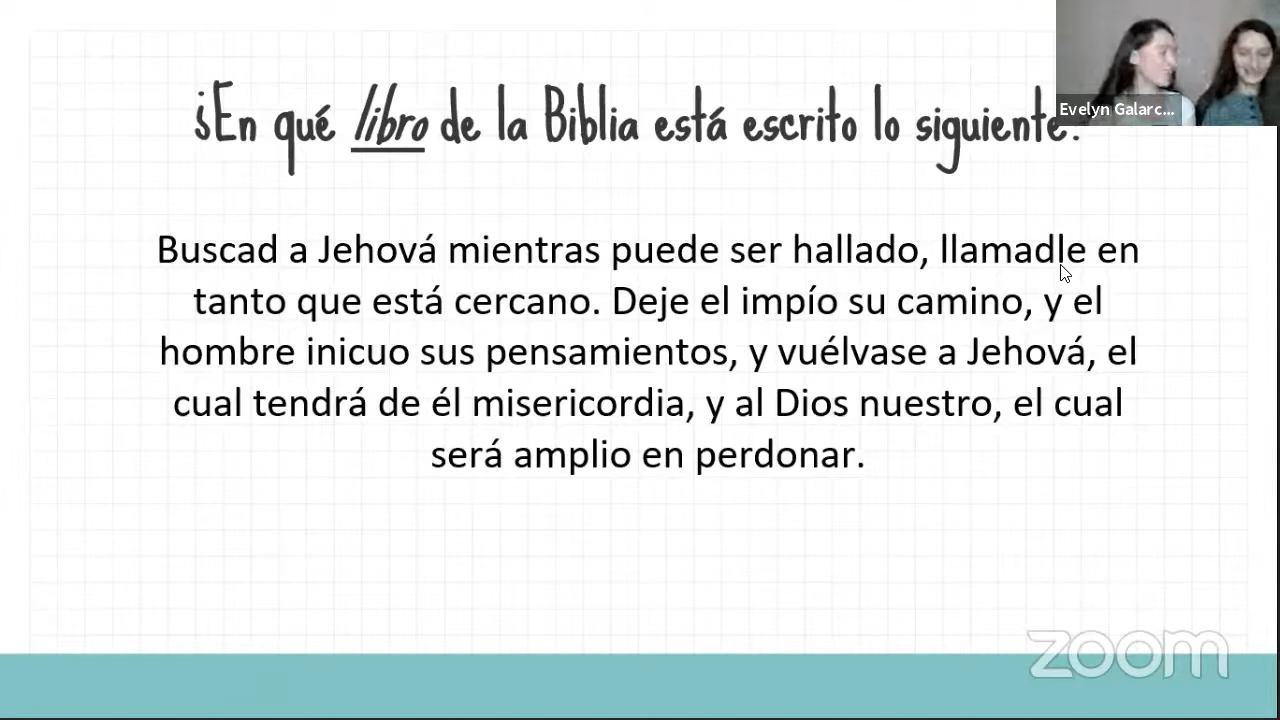 ¿En qué libro de la Biblia está escrito lo siguiente?
Evelyn Galarc...
Buscad a Jehová mientras puede ser hallado, llamadle en
tanto que está cercano. Deje el impío su camino, y el
hombre inicuo sus pensamientos, y vuélvase a Jehová, el
cual tendrá de él misericordia, y al Dios nuestro, el cual
será amplio en perdonar.
zoom